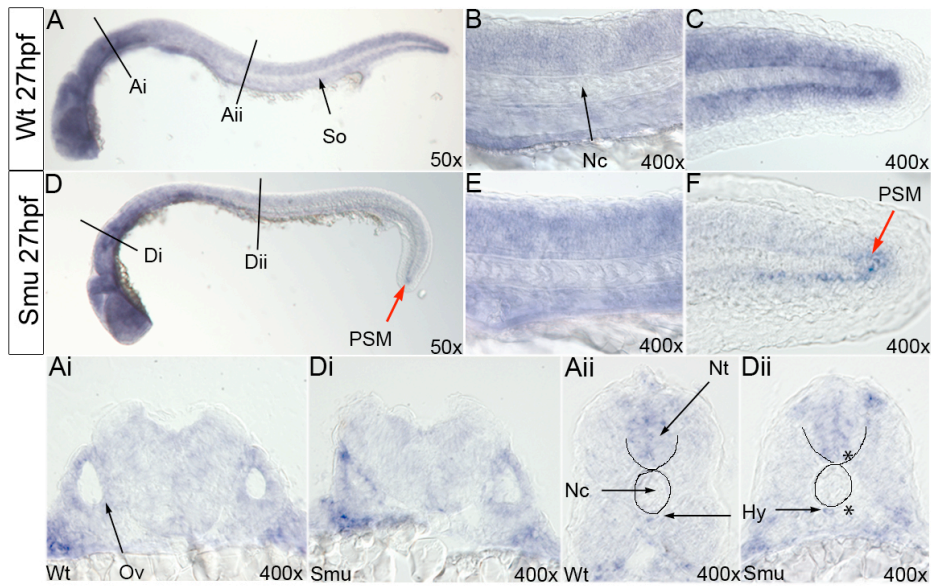 Wt 27hpf
A
Ai
Aii
So
50x
B
Nc
400x
C
400x
Smu 27hpf
D
Di
Dii
PSM
50x
E
400x
F
PSM
400x
Ai
Wt
Ov
400x
Di
Smu
400x
Aii
Nt
Nc
Hy
Wt
400x
Dii
*
*
Smu
400x